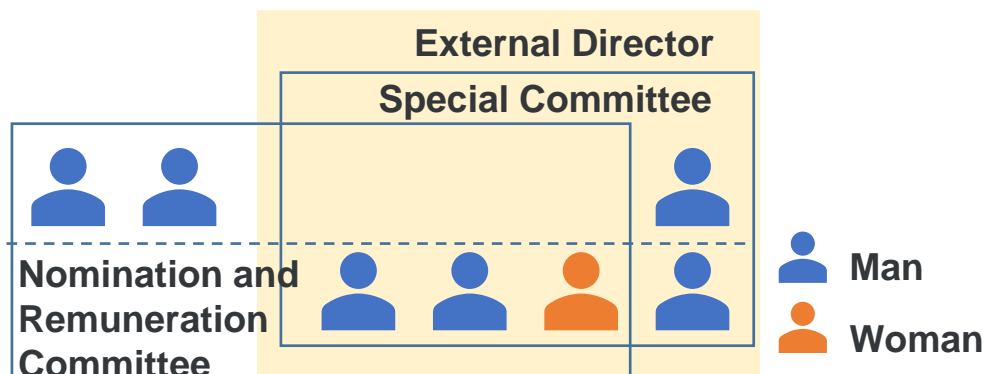 External Director
Special Committee
Nomination and
Remuneration
Committee
Man
Woman